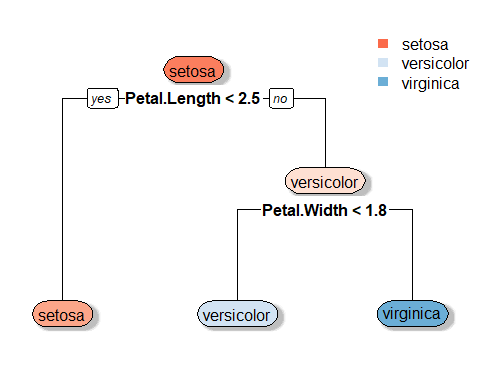 setosa
versicolor
virginica
setosa
yes
Petal.Length < 2.5
no
versicolor
Petal.Width < 1.8
setosa
versicolor
virginica